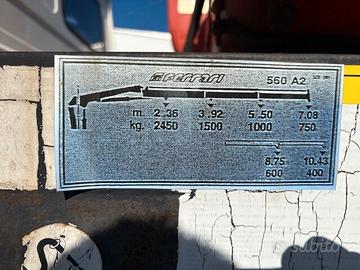 FERRARI 560 A2
m. 2.36 3.92 5.50 7.08
kg. 2450 1500 1000 750
8.75 10.43
600 400
subito